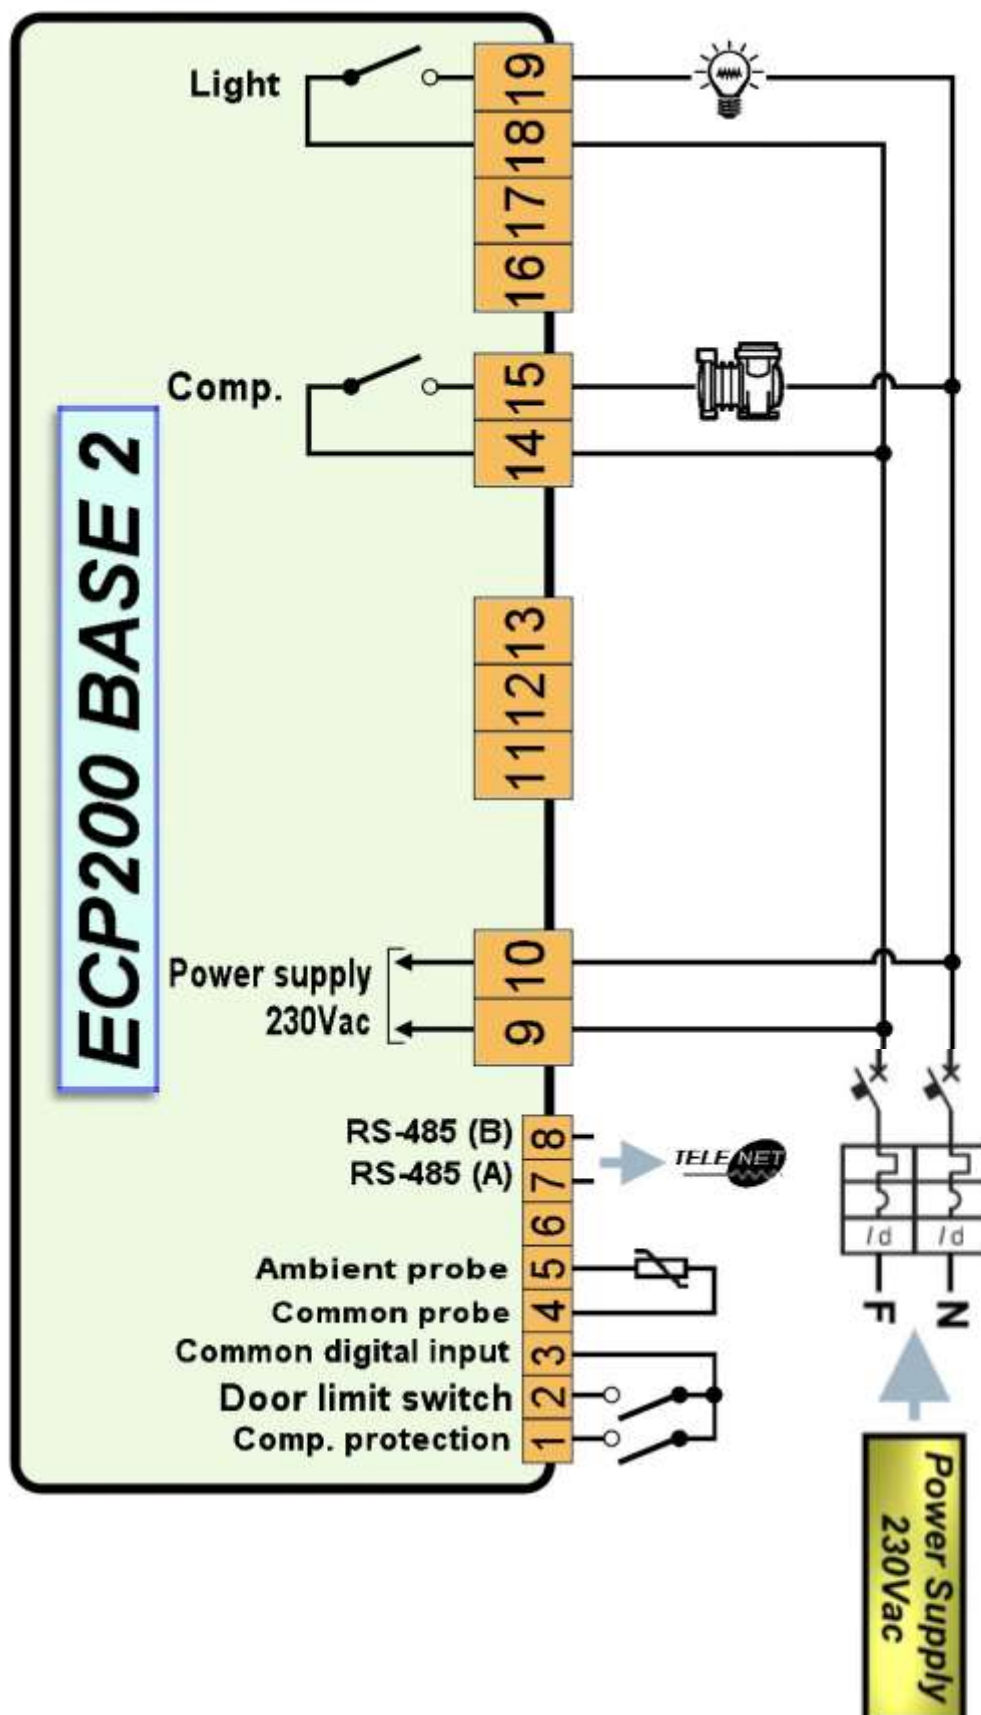 Light
19
18
17
16
Comp.
15
14
ECP200 BASE 2
13
12
11
Power supply
230Vac
10
9
RS-485 (B)
8
RS-485 (A)
7
TELE NET
6
Ambient probe
5
Common probe
4
Common digital input
3
Door limit switch
2
Comp. protection
1
Id
Id
F
N
Power Supply
230Vac